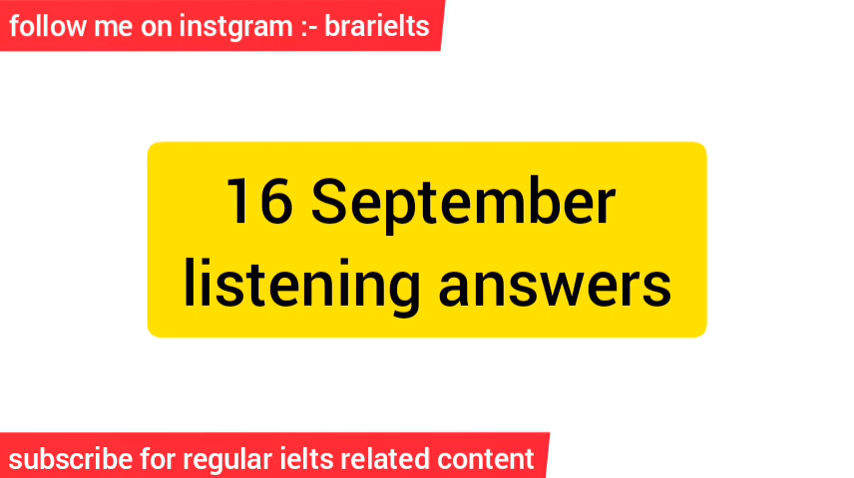 follow me on instgram :- brarielts
16 September
listening answers
subscribe for regular ielts related content